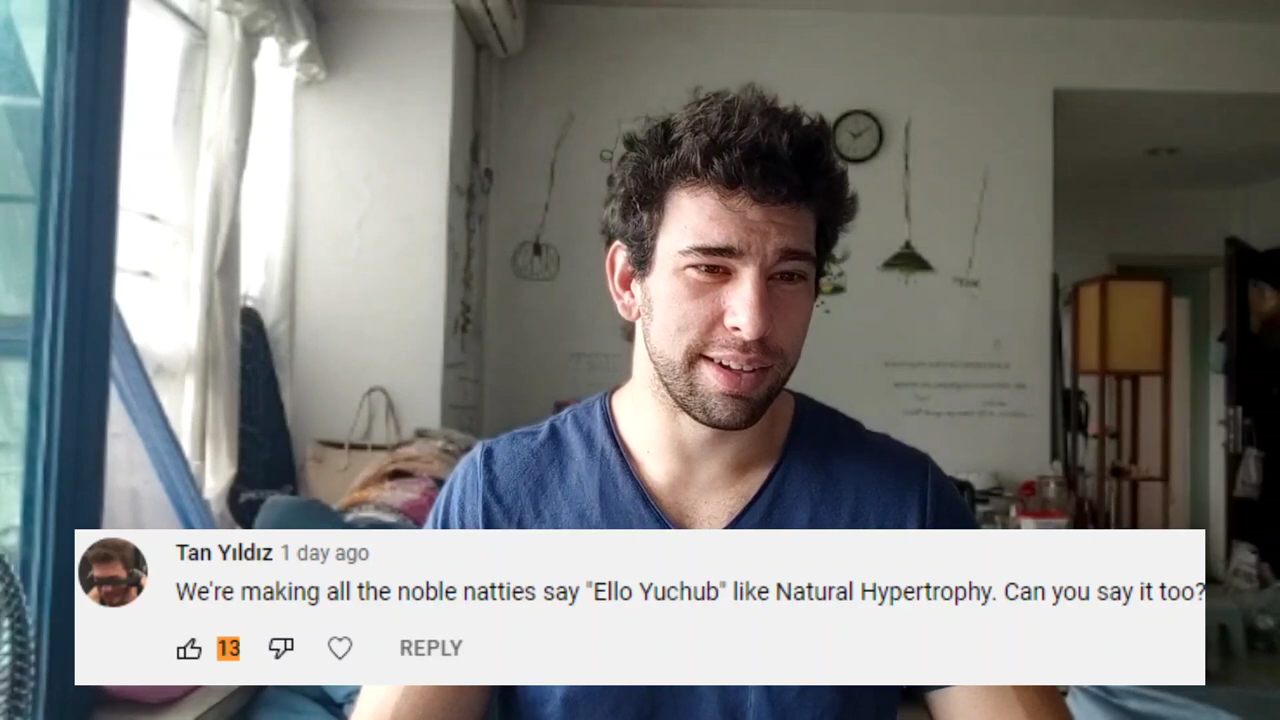 Tan Yıldız 1 day ago
We're making all the noble natties say "Ello Yuchub" like Natural Hypertrophy. Can you say it too?
13
REPLY